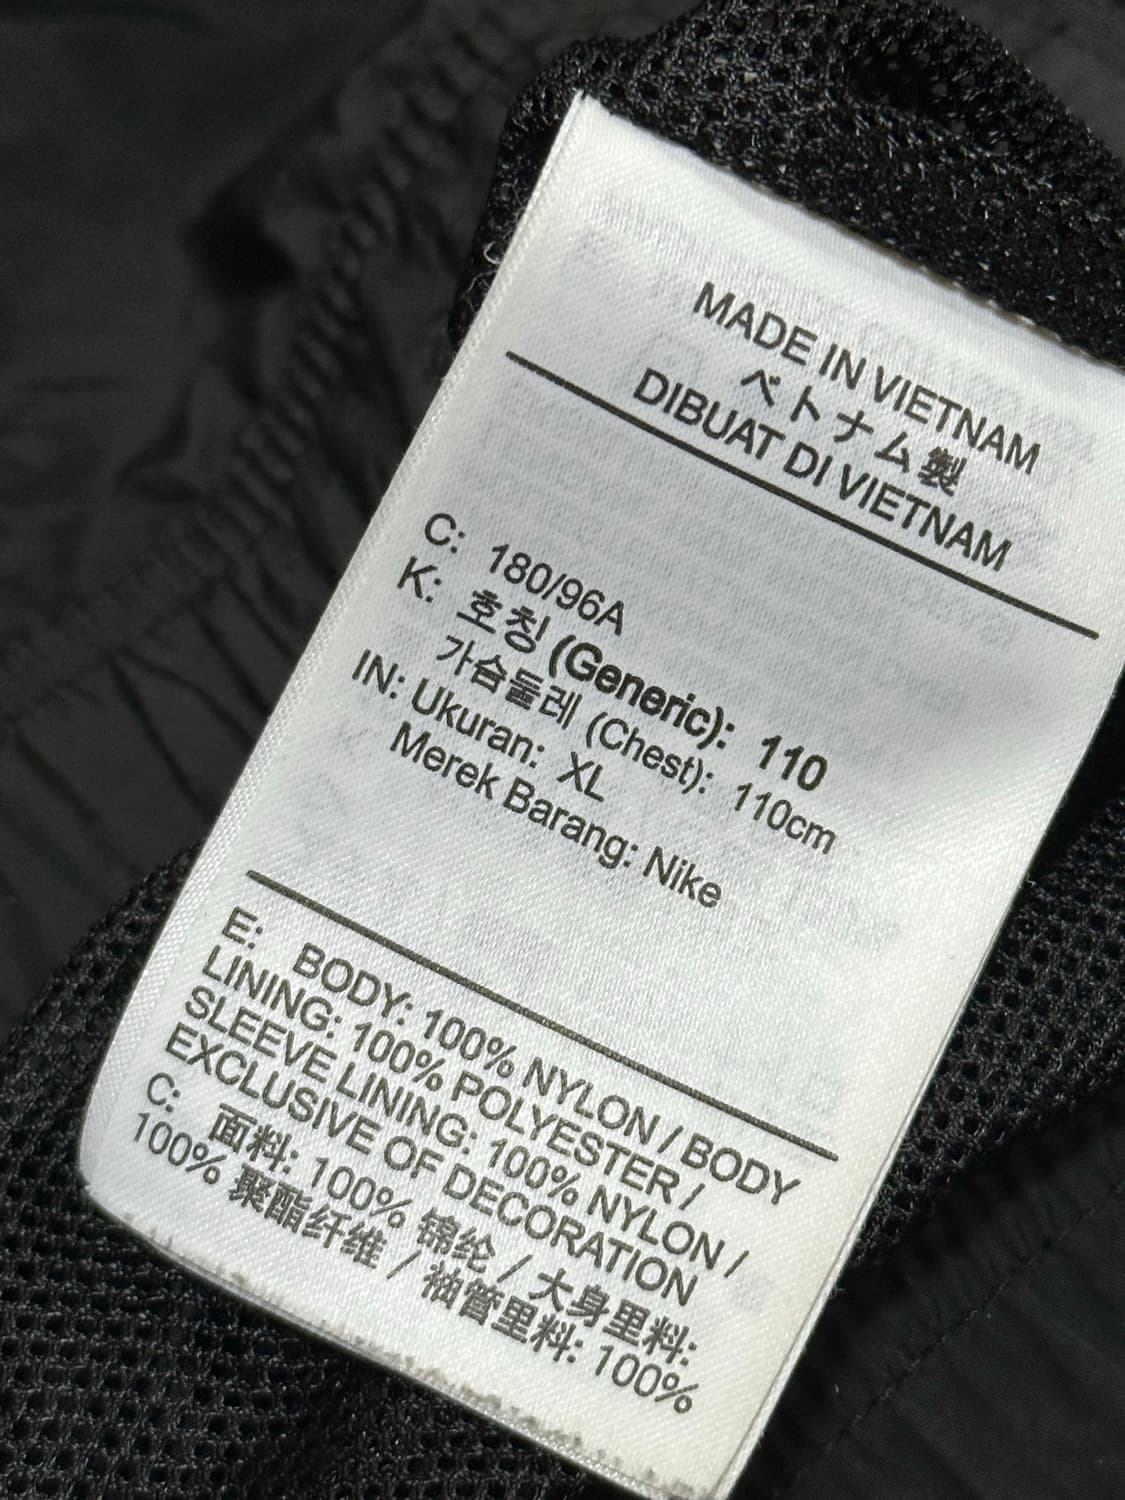 MADE IN VIETNAM
ベトナム製
DIBUAT DI VIETNAM
C: 180/96A
K: 호칭 (Generic): 110
가슴둘레 (Chest): 110cm
IN: Ukuran: XL
Merek Barang: Nike
E: BODY: 100% NYLON / BODY
LINING: 100% POLYESTER /
SLEEVE LINING: 100% NYLON /
EXCLUSIVE OF DECORATION
C: 面料: 100% 锦纶 / 大身里料:
100% 聚酯纤维 / 袖管里料: 100%